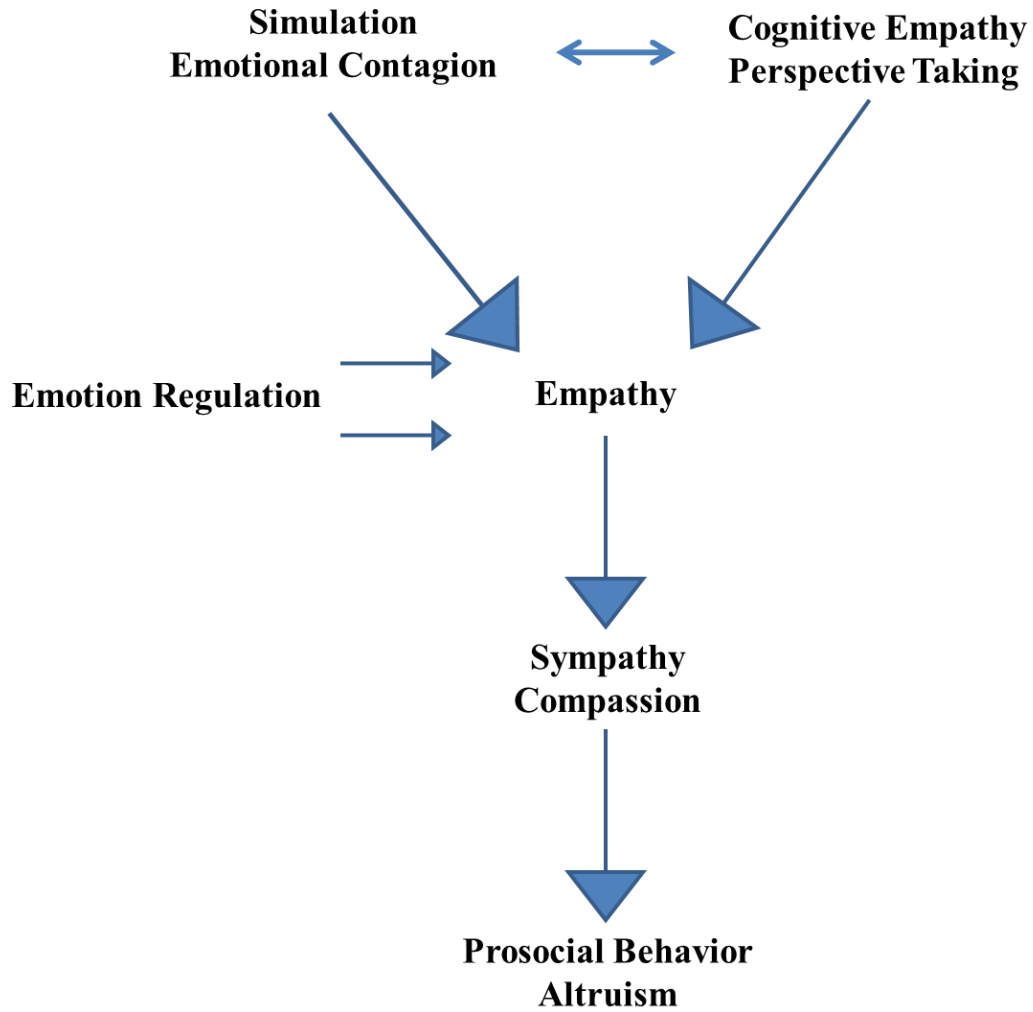 Simulation
Emotional Contagion
Cognitive Empathy
Perspective Taking
Emotion Regulation
Empathy
Sympathy
Compassion
Prosocial Behavior
Altruism